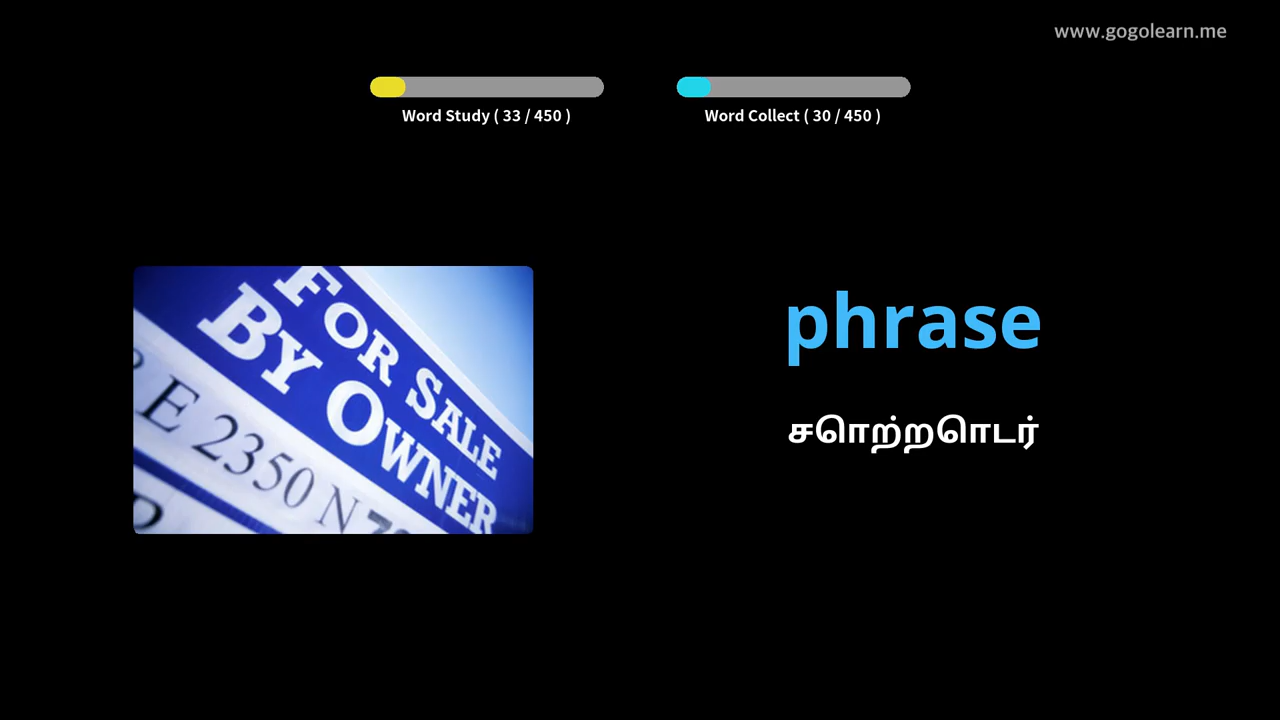 www.gogolearn.me
Word Study ( 33 / 450 )
Word Collect ( 30 / 450 )
FOR SALE
BY OWNER
E 2350 N
phrase
சொற்றொடர்